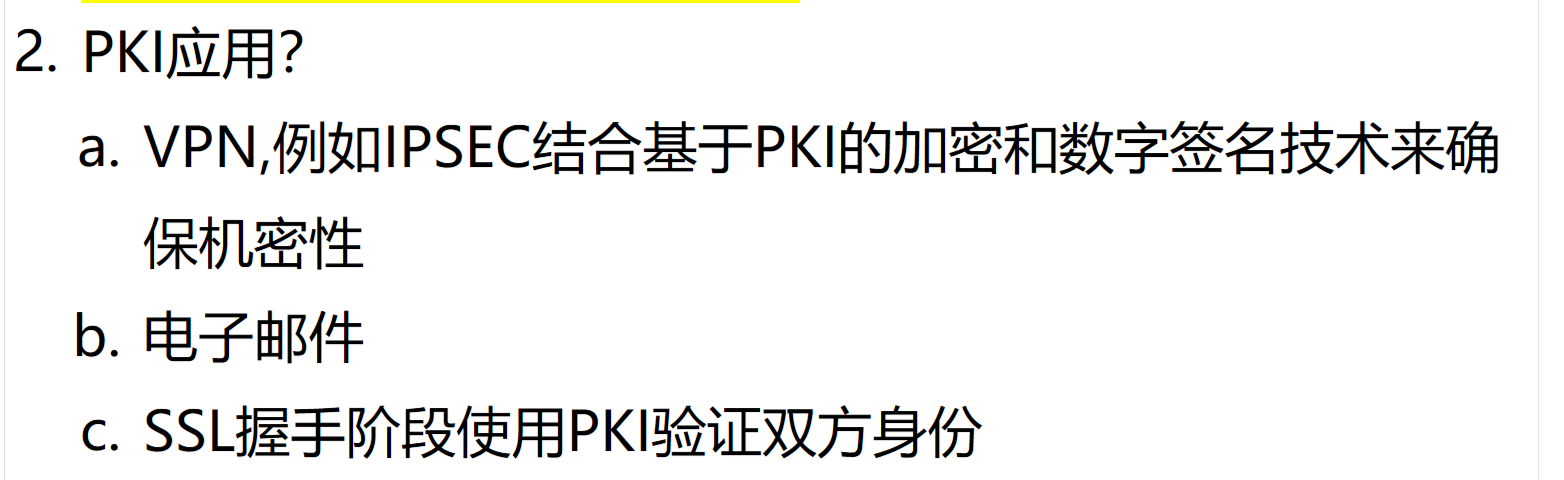 2. PKI应用?
a. VPN,例如IPSEC结合基于PKI的加密和数字签名技术来确
保机密性
b. 电子邮件
c. SSL握手阶段使用PKI验证双方身份